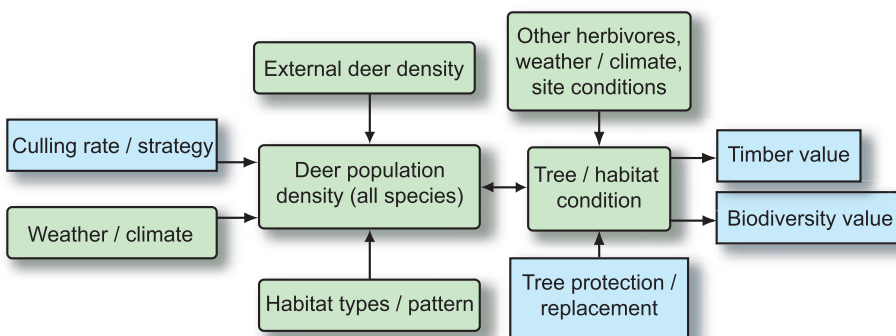 Other herbivores,
weather / climate,
site conditions
External deer density
Culling rate / strategy
Deer population
density (all species)
Tree / habitat
condition
Timber value
Biodiversity value
Weather / climate
Habitat types / pattern
Tree protection /
replacement